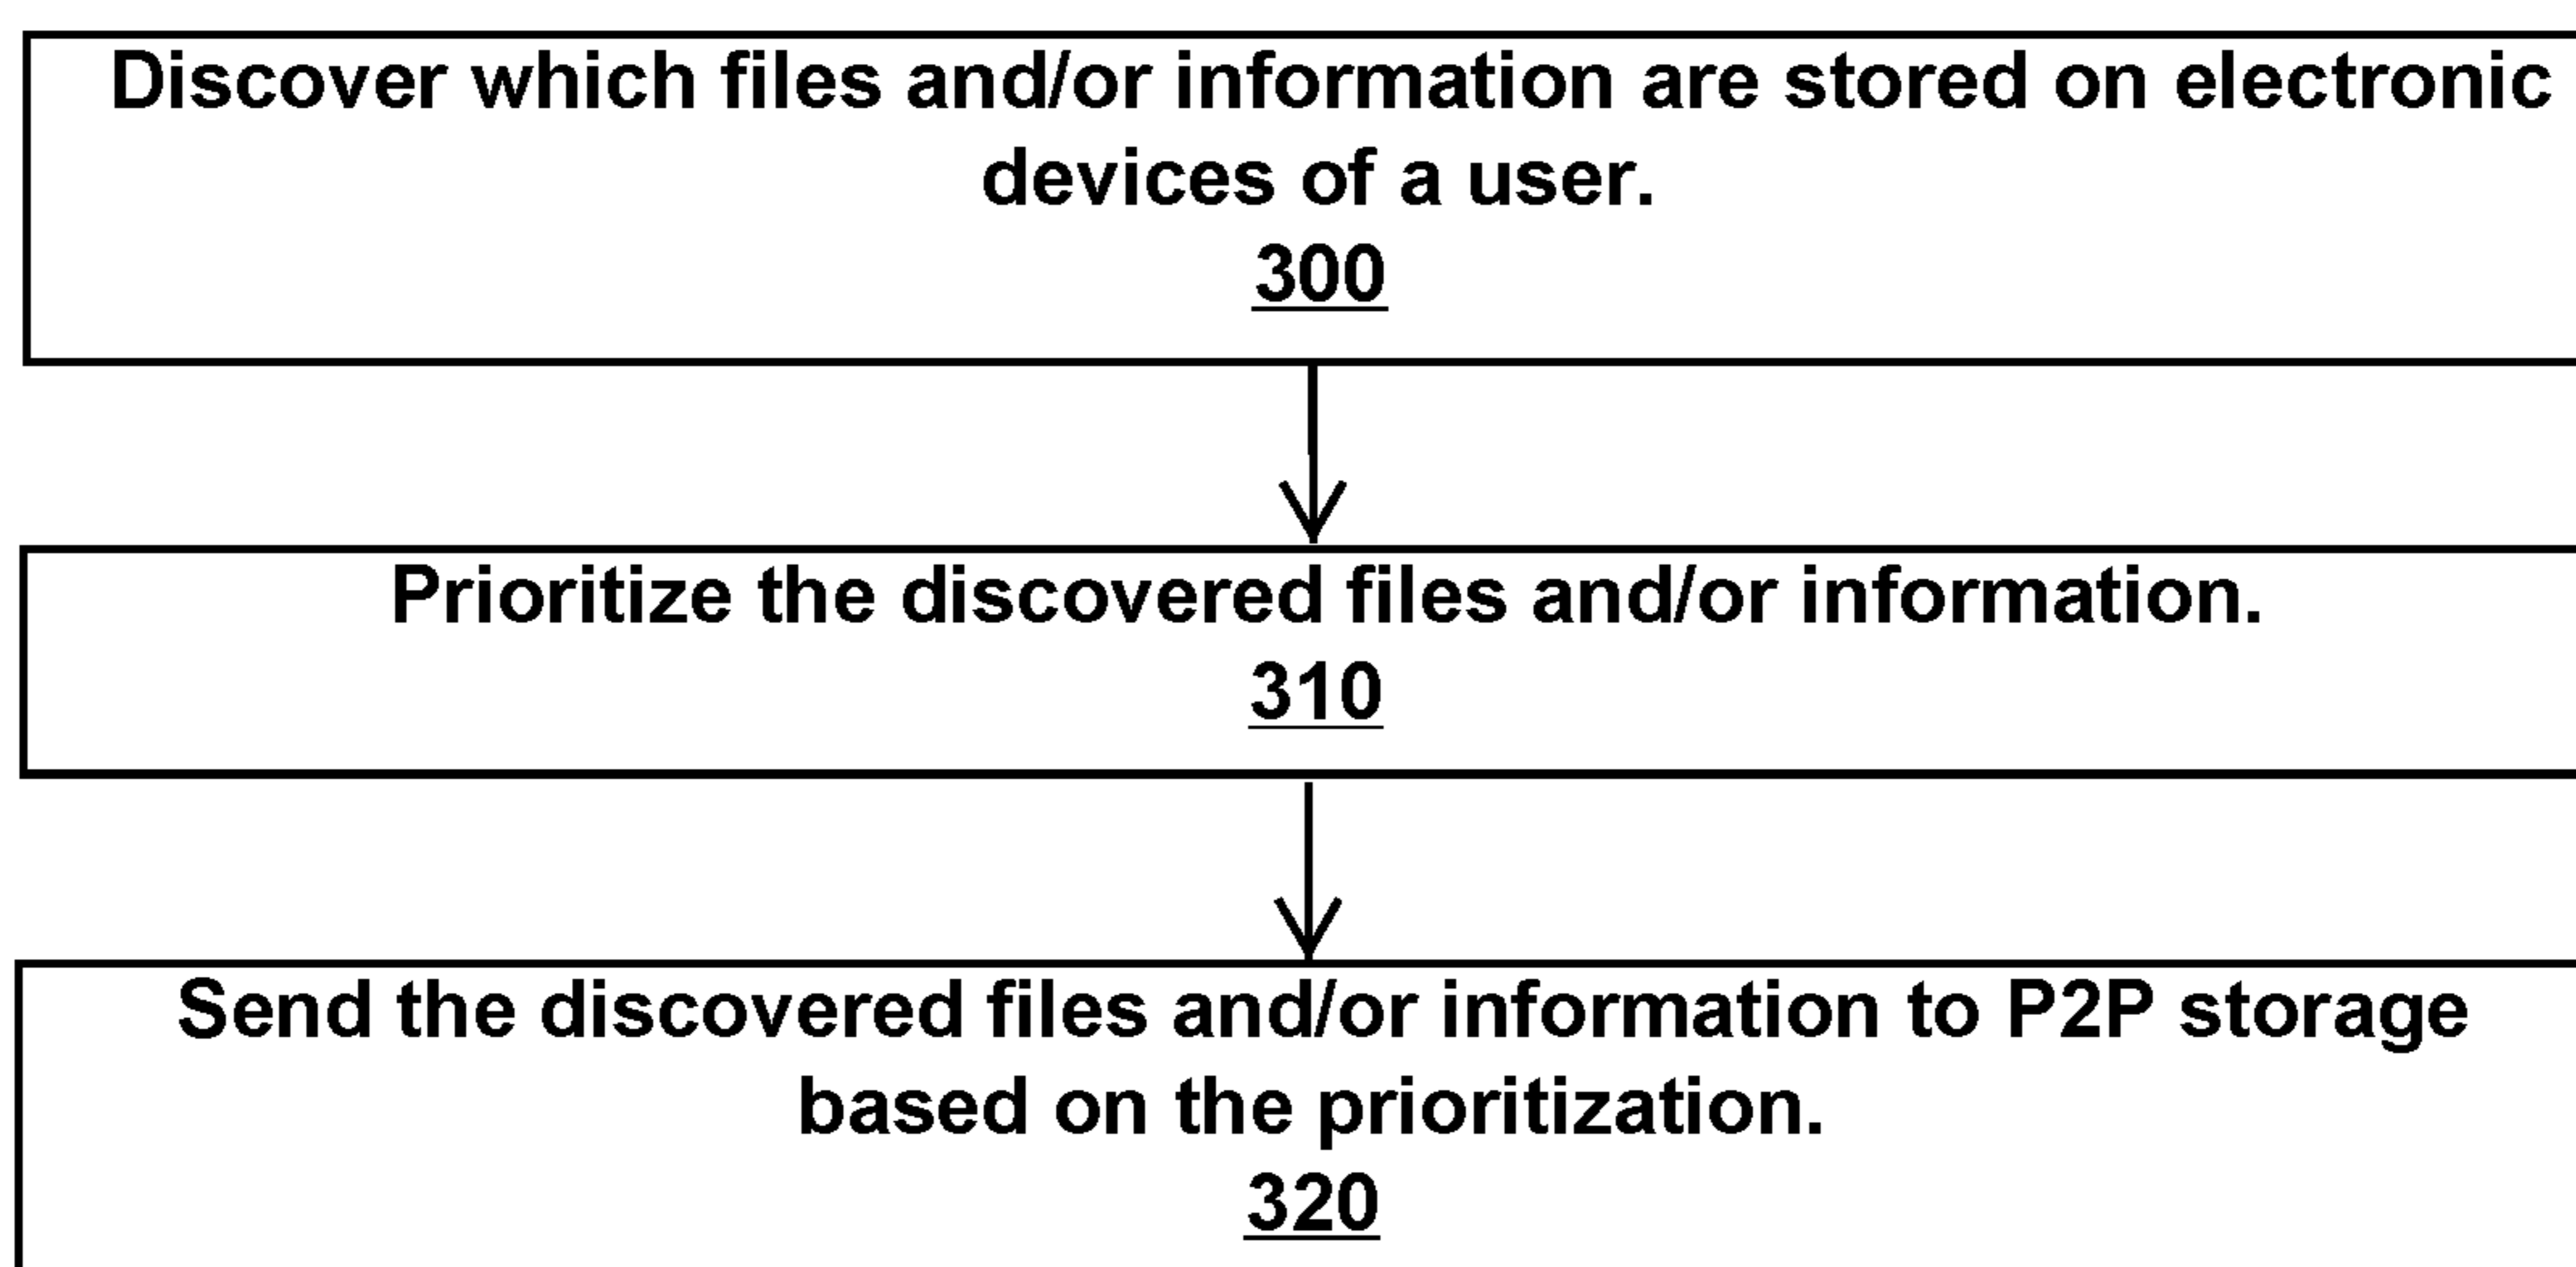 Discover which files and/or information are stored on electronic
devices of a user.
300
Prioritize the discovered files and/or information.
310
Send the discovered files and/or information to P2P storage
based on the prioritization.
320